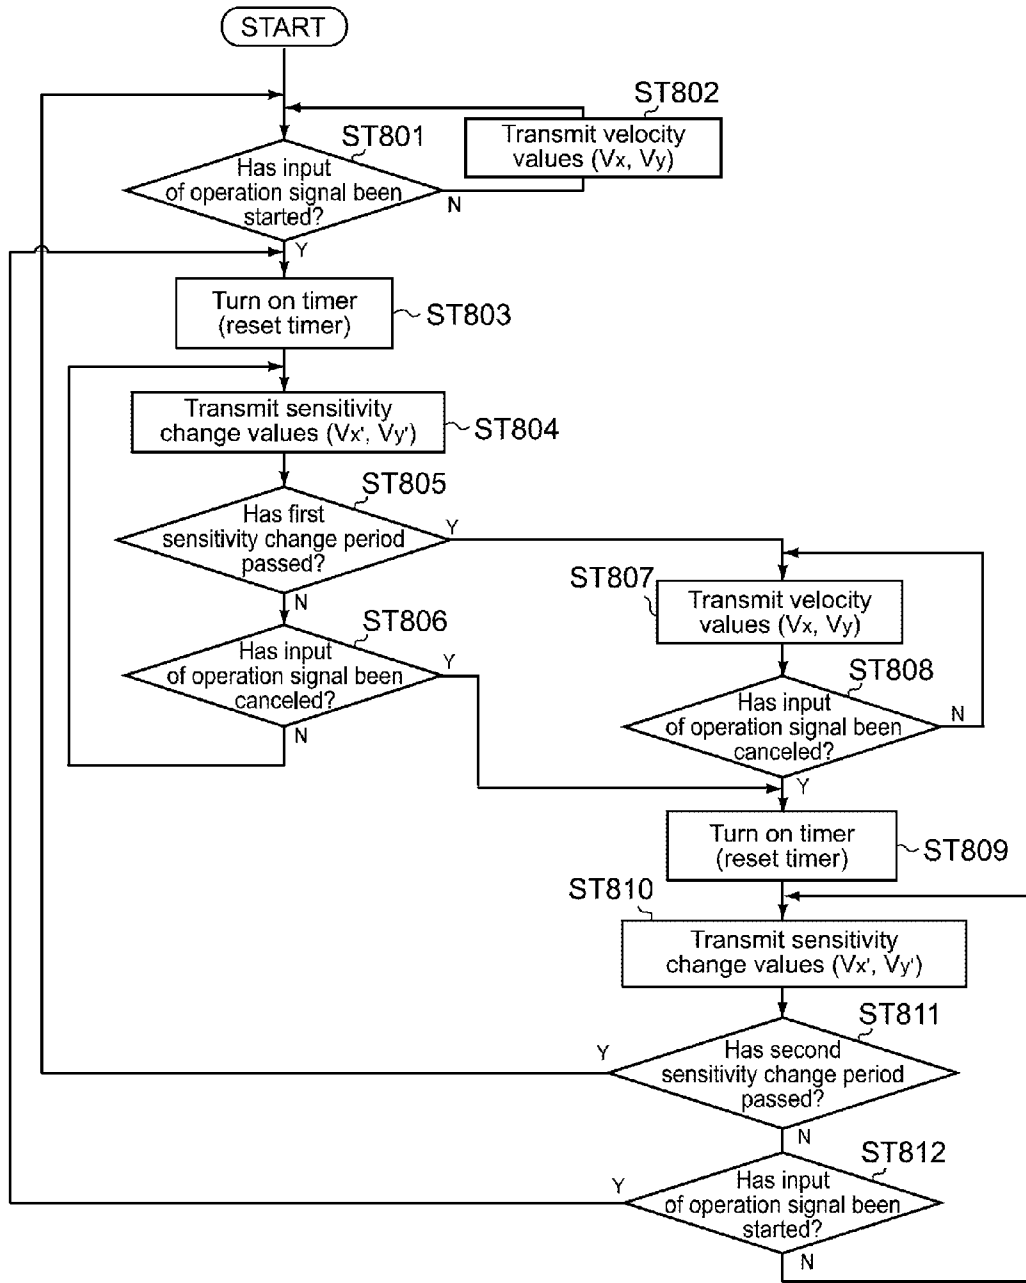 START
ST802
Transmit velocity
values (Vx, Vy)
ST801
Has input
of operation signal been
started?
N
Y
Turn on timer
(reset timer)
ST803
Transmit sensitivity
change values (Vx', Vy')
ST804
ST805
Has first
sensitivity change period
passed?
Y
N
ST807
Transmit velocity
values (Vx, Vy)
ST806
Has input
of operation signal been
canceled?
Y
N
ST808
Has input
of operation signal been
canceled?
N
Y
Turn on timer
(reset timer)
ST809
ST810
Transmit sensitivity
change values (Vx', Vy')
ST811
Has second
sensitivity change period
passed?
Y
N
ST812
Has input
of operation signal been
started?
Y
N